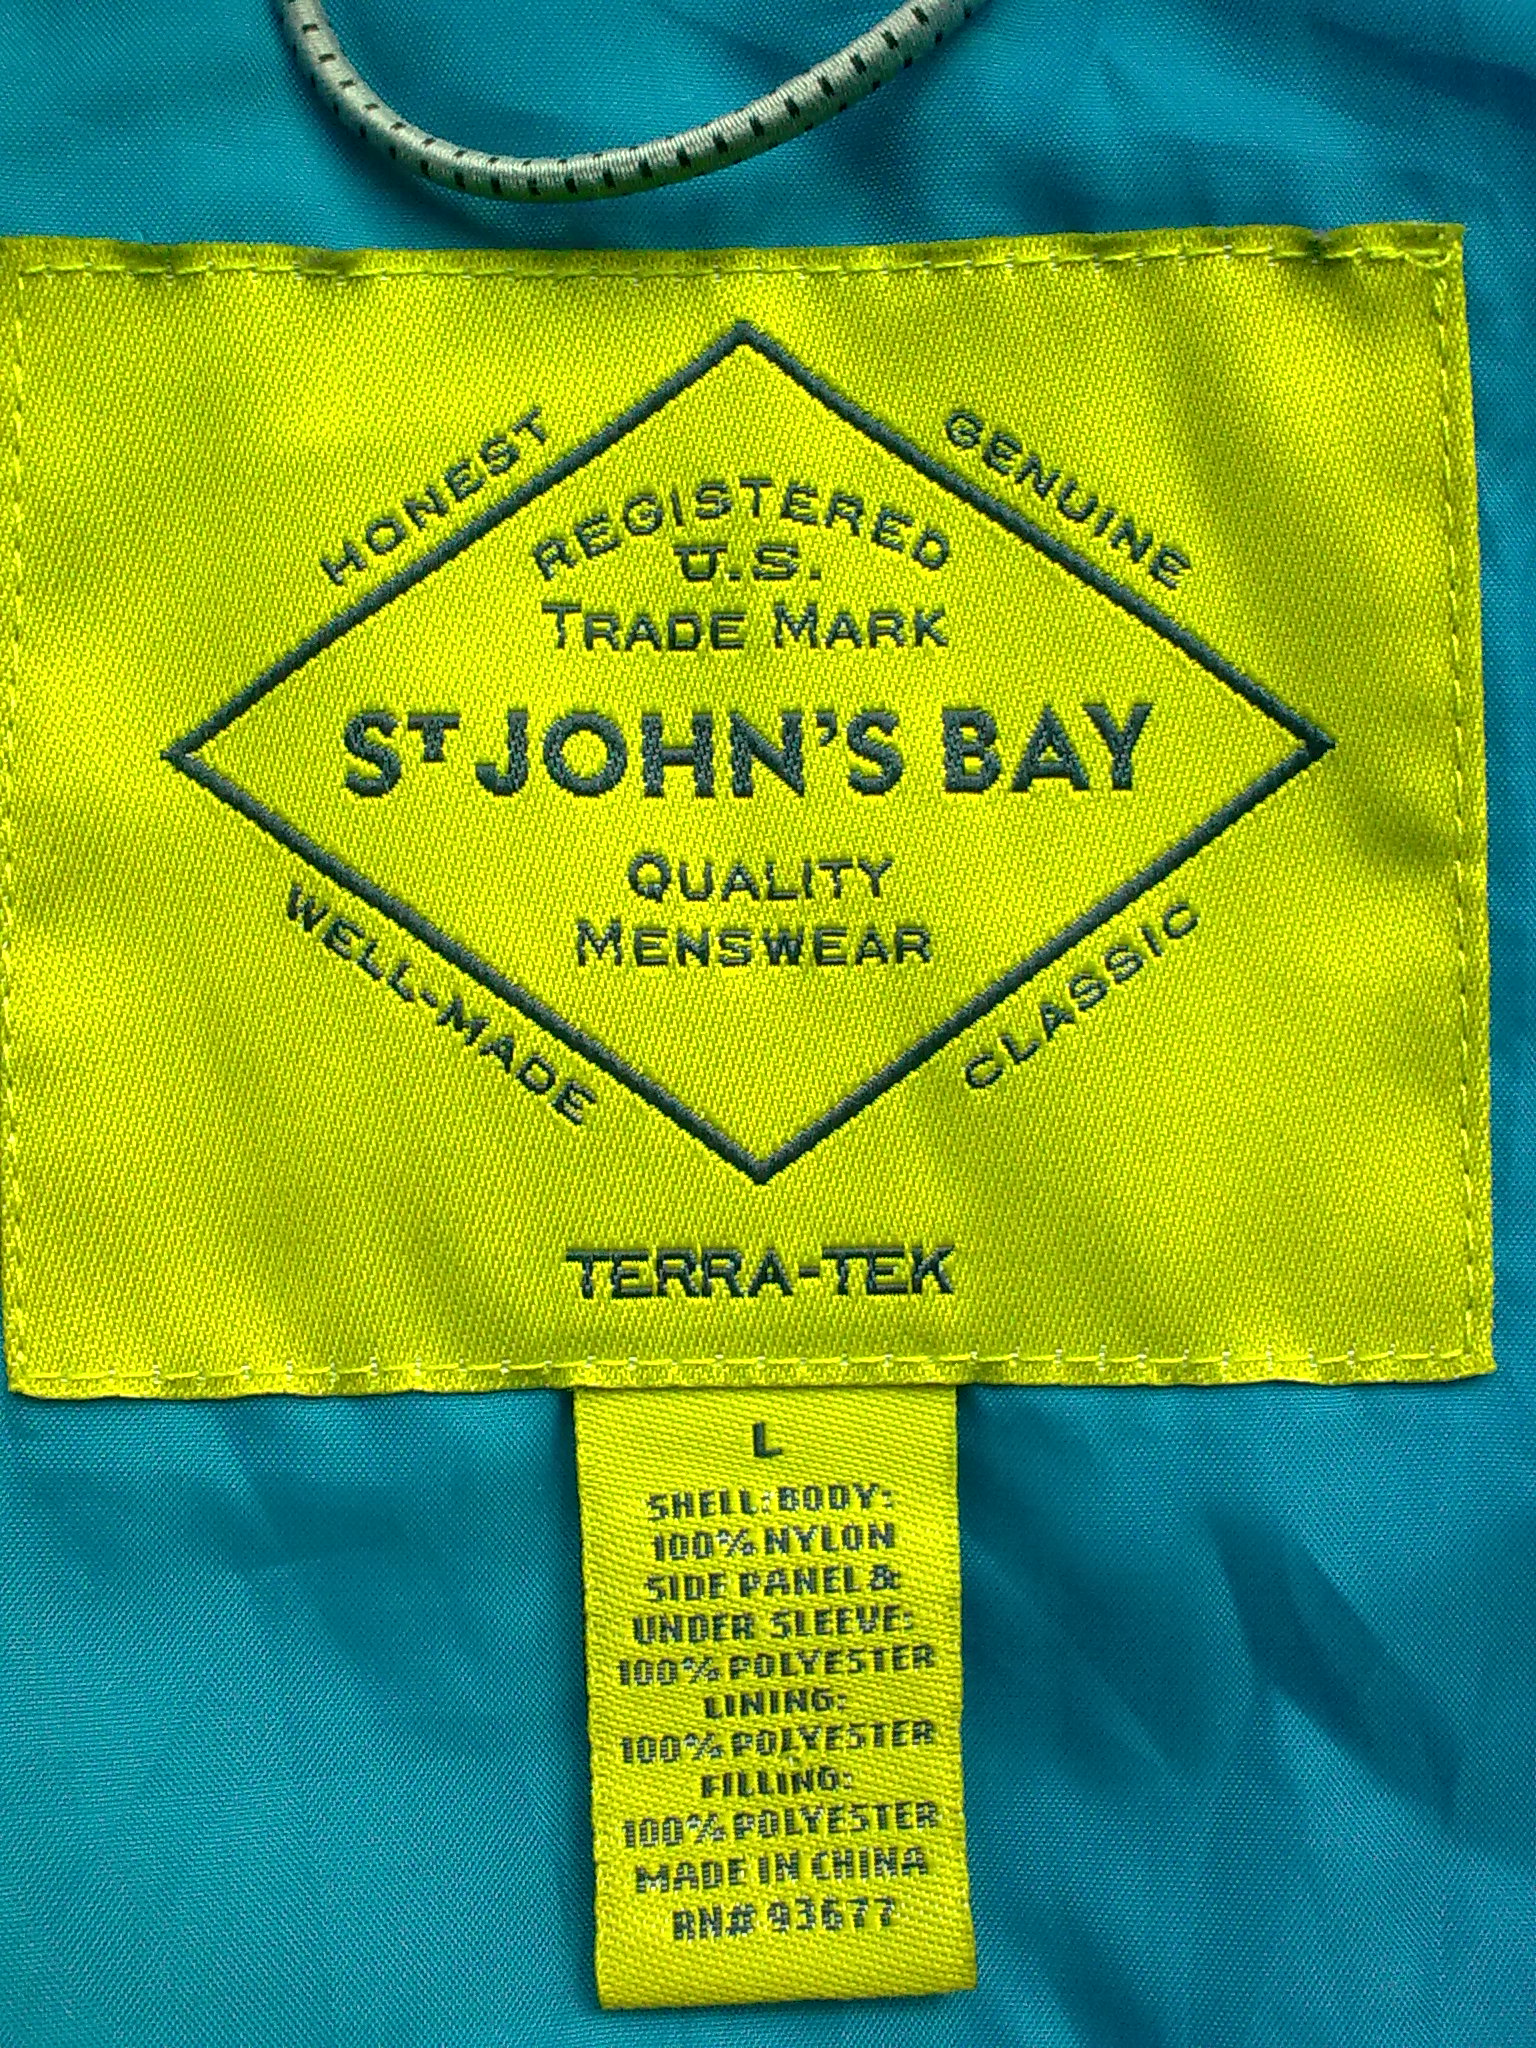 HONEST
GENUINE
REGISTERED
U.S.
TRADE MARK
ST JOHN'S BAY
QUALITY
MENSWEAR
WELL-MADE
CLASSIC
TERRA-TEK
L
SHELL:BODY:
100% NYLON
SIDE PANEL &
UNDER SLEEVE:
100% POLYESTER
LINING:
100% POLYESTER
FILLING:
100% POLYESTER
MADE IN CHINA
RN# 93677